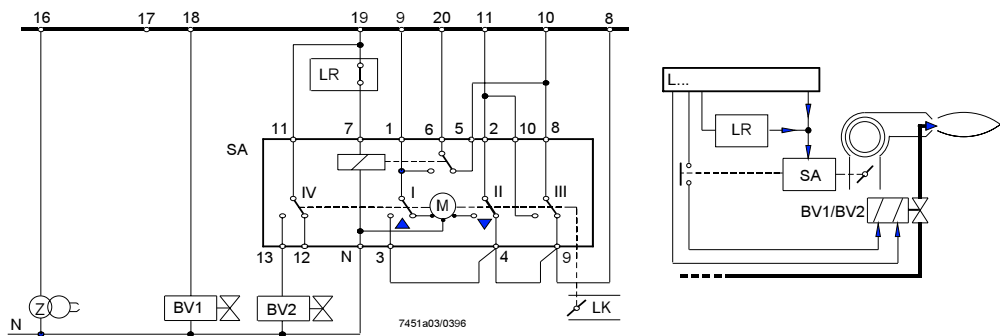 16 17 18 19 9 20 11 10 8
LR
11 7 1 6 5 2 10 8
SA
IV I M II III
13 12 N 3 4 9
Z BV1 BV2 LK
N
7451a03/0396
L...
LR
SA
BV1/BV2